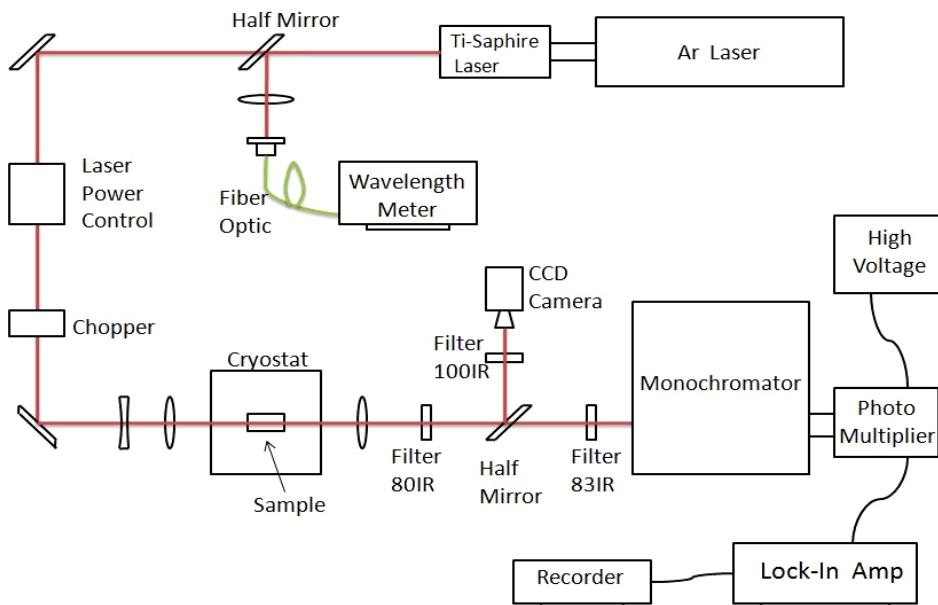 Half Mirror
Ti-Saphire
Laser
Ar Laser
Laser
Power
Control
Fiber
Optic
Wavelength
Meter
High
Voltage
CCD
Camera
Chopper
Filter
100IR
Cryostat
Monochromator
Photo
Multiplier
Filter
80IR
Half
Mirror
Filter
83IR
Sample
Recorder
Lock-In Amp